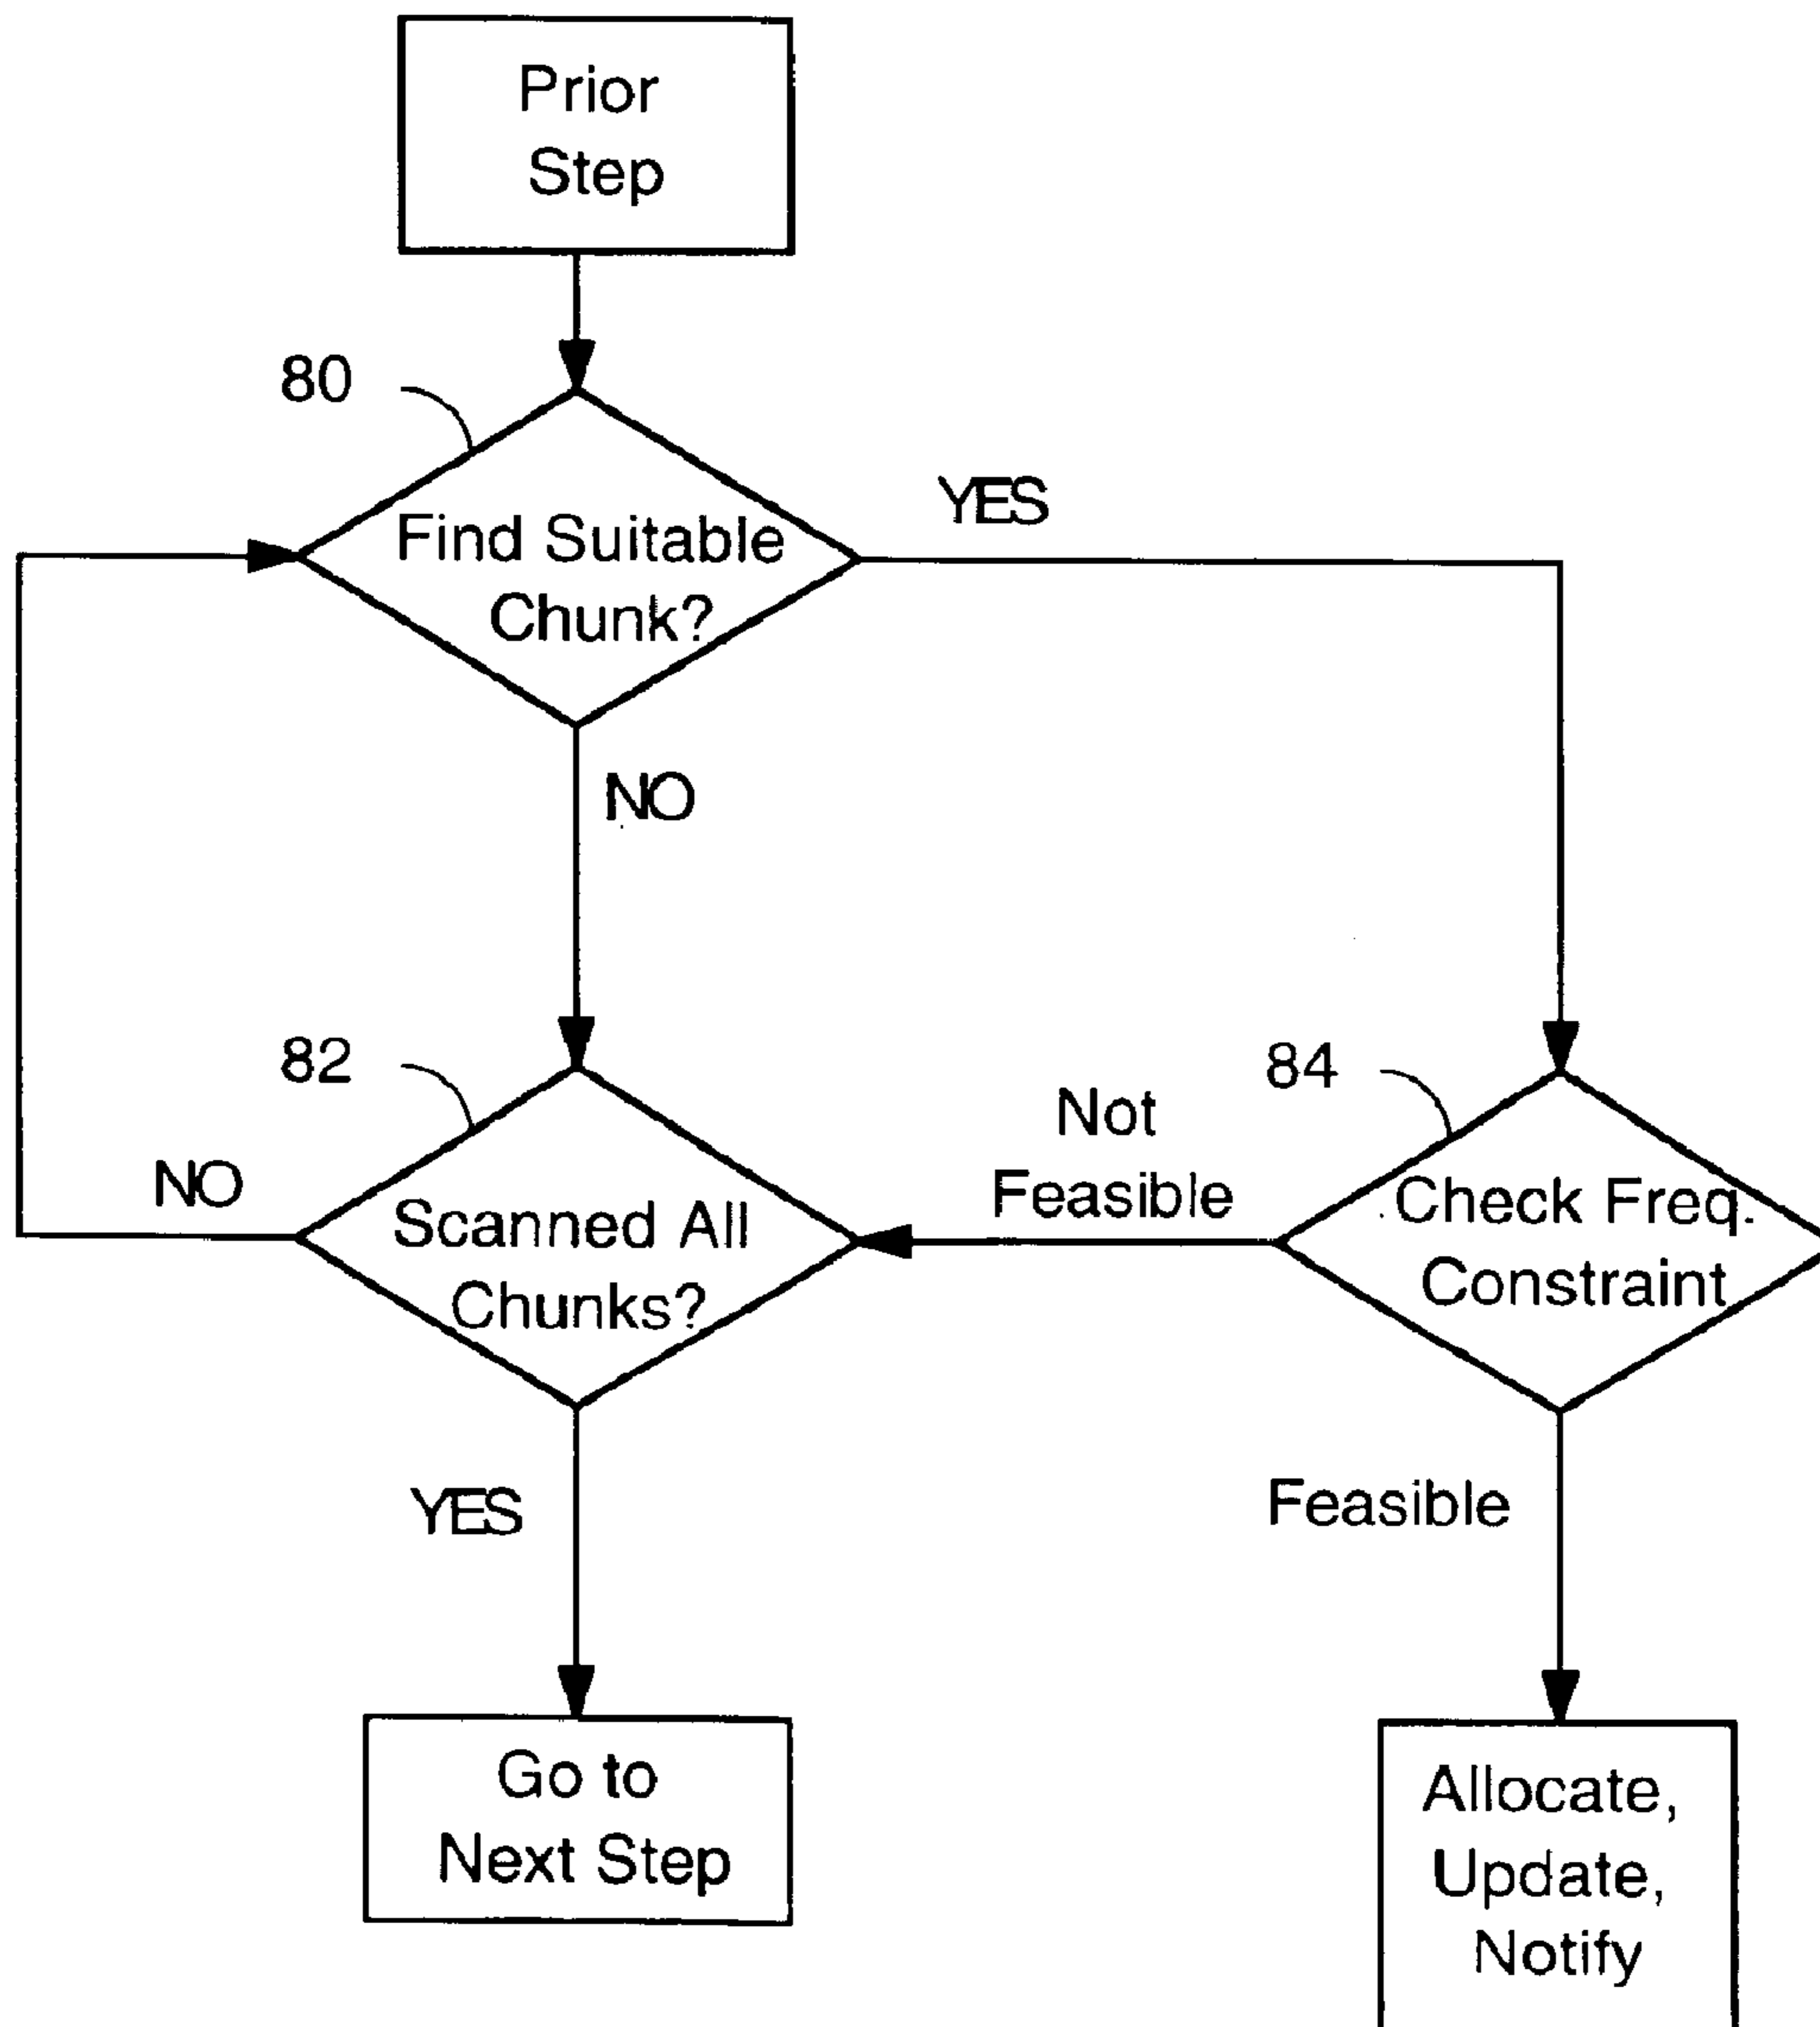 Prior
Step
80
Find Suitable
Chunk?
YES
NO
82
Scanned All
Chunks?
NO
Not
Feasible
84
Check Freq.
Constraint
YES
Feasible
Go to
Next Step
Allocate,
Update,
Notify